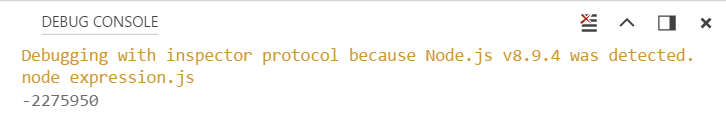 DEBUG CONSOLE
Debugging with inspector protocol because Node.js v8.9.4 was detected.
node expression.js
-2275950